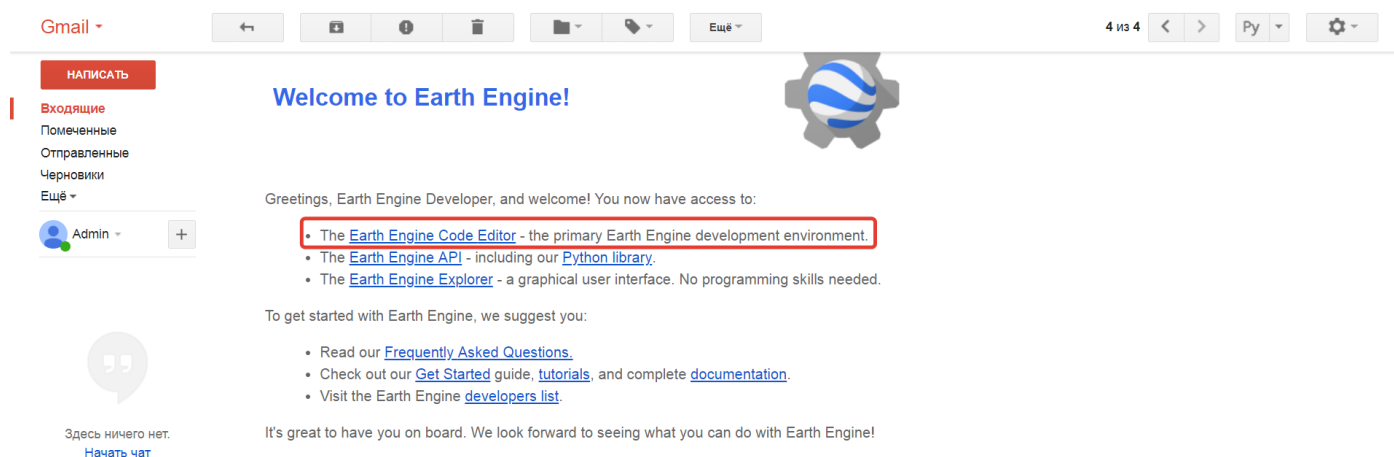 Gmail
Ещё
4 из 4
Ру
НАПИСАТЬ
Входящие
Помеченные
Отправленные
Черновики
Ещё
Admin
Здесь ничего нет.
Начать чат
Welcome to Earth Engine!
Greetings, Earth Engine Developer, and welcome! You now have access to:
• The Earth Engine Code Editor - the primary Earth Engine development environment.
• The Earth Engine API - including our Python library.
• The Earth Engine Explorer - a graphical user interface. No programming skills needed.
To get started with Earth Engine, we suggest you:
• Read our Frequently Asked Questions.
• Check out our Get Started guide, tutorials, and complete documentation.
• Visit the Earth Engine developers list.
It's great to have you on board. We look forward to seeing what you can do with Earth Engine!